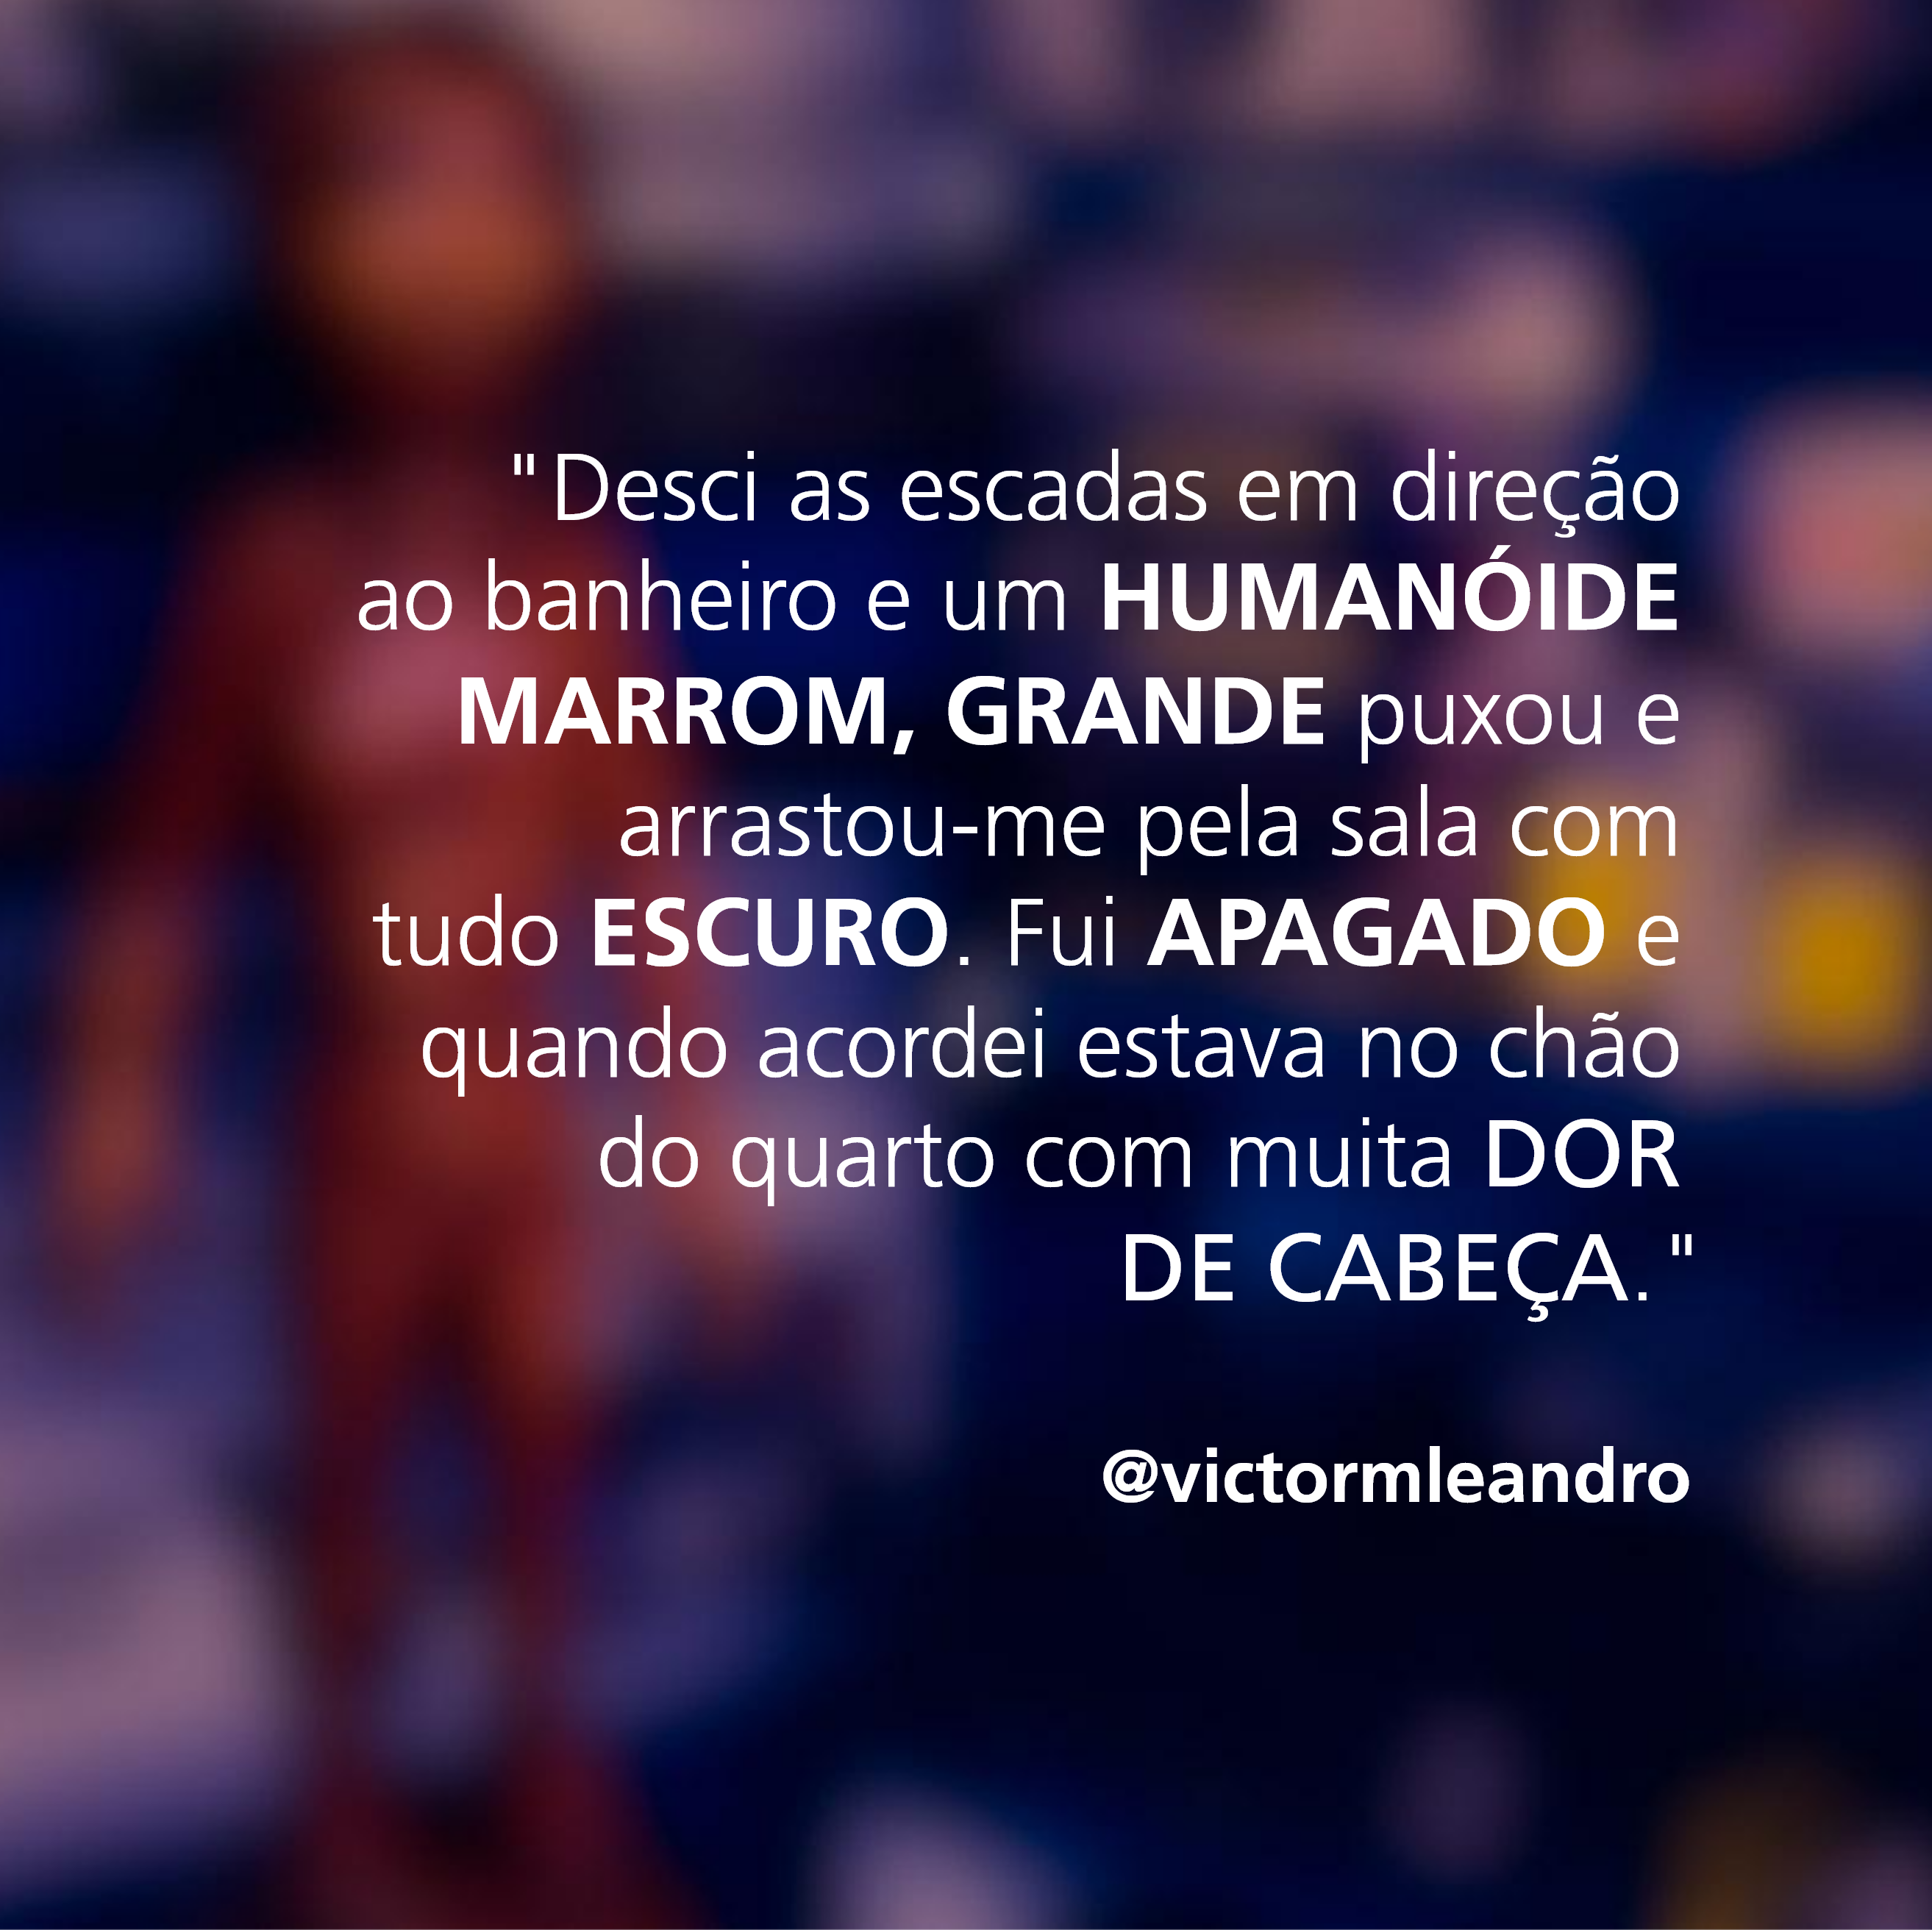 "Desci as escadas em direção
ao banheiro e um HUMANÓIDE
MARROM, GRANDE puxou e
arrastou-me pela sala com
tudo ESCURO. Fui APAGADO e
quando acordei estava no chão
do quarto com muita DOR
DE CABEÇA."
@victormleandro